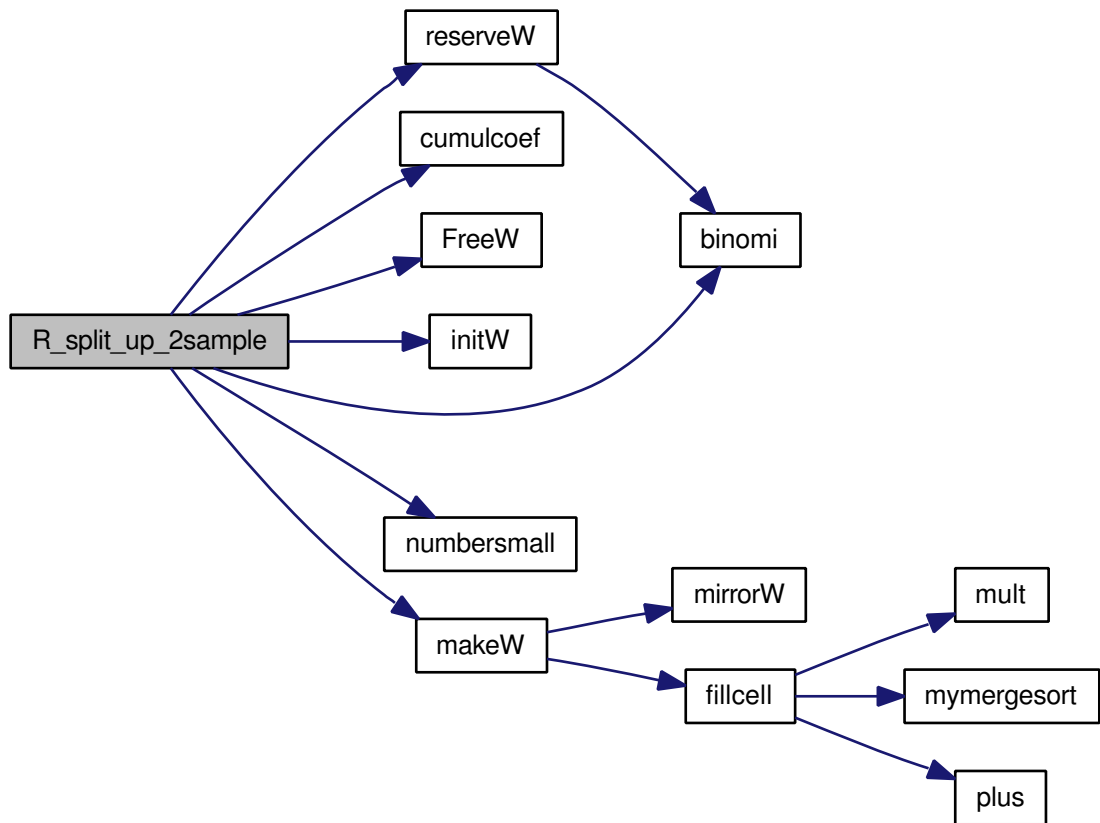 reserveW
cumulcoef
FreeW
binomi
R_split_up_2sample
initW
numbersmall
mirrorW
mult
makeW
fillcell
mymergesort
plus